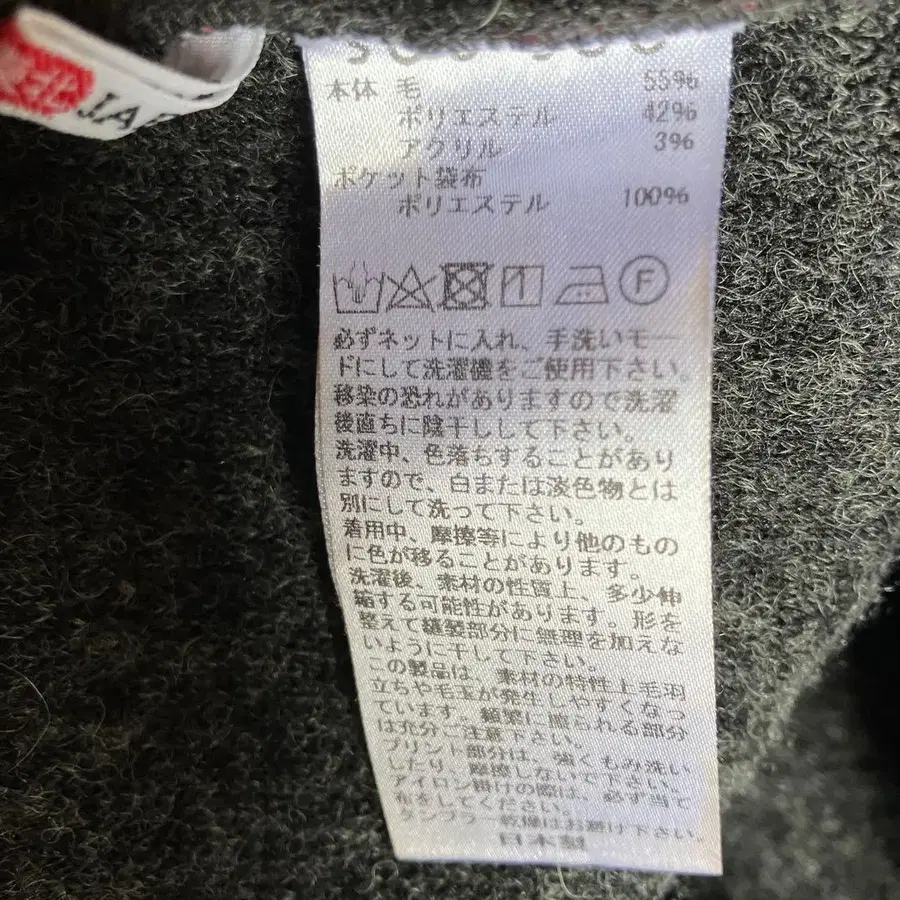 JA
本体 毛 55%
ポリエステル 42%
アクリル 3%
ポケット袋布
ポリエステル 100%
F
必ずネットに入れ、手洗いモー
ドにして洗濯機をご使用下さい。
移染の恐れがありますので洗濯
後直ちに陰干しして下さい。
洗濯中、色落ちすることがあり
ますので、白または淡色物とは
別にして洗って下さい。
着用中、摩擦等により他のもの
に色が移ることがあります。
洗濯後、素材の性質上、多少伸
縮する可能性があります。形を
整えて縫製部分に無理を加えな
いように干して下さい。
この製品は、素材の特性上毛羽
立ちや毛玉が発生しやすくなっ
ています。頻繁に擦られる部分
は充分ご注意下さい。
プリント部分は、強くもみ洗い
したり、摩擦しないで下さい。
アイロン掛けの際は、必ず当て
布をしてください。
タンブラー乾燥はお避け下さい。
日本製